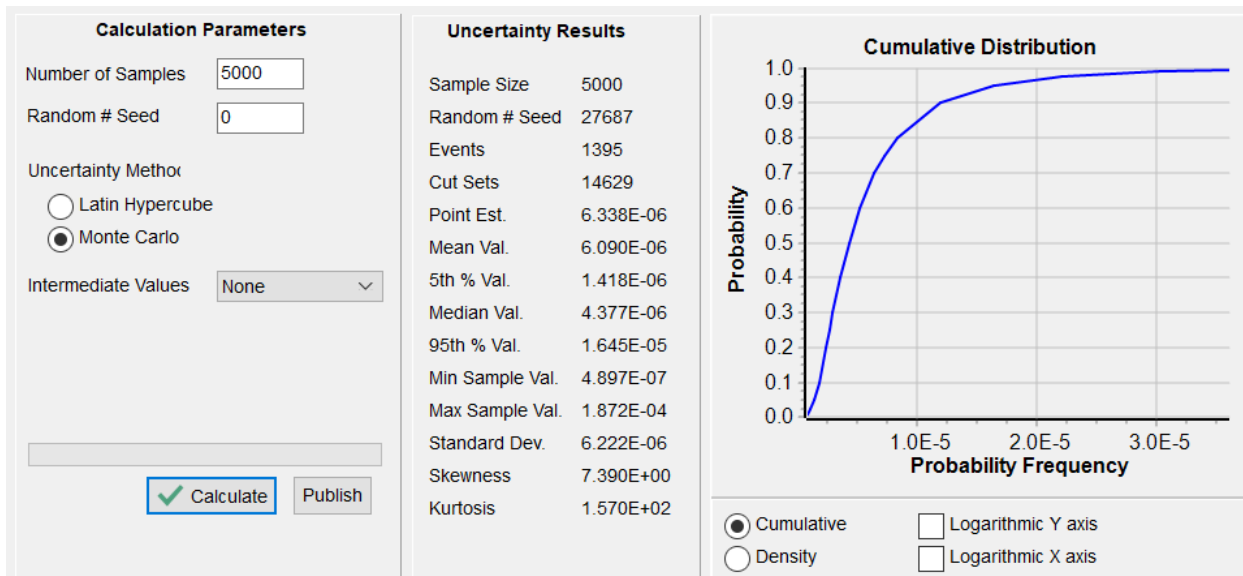 Calculation Parameters
Number of Samples 5000
Random # Seed 0
Uncertainty Methoc
Latin Hypercube
Monte Carlo
Intermediate Values None
Calculate Publish
Uncertainty Results
Sample Size 5000
Random # Seed 27687
Events 1395
Cut Sets 14629
Point Est. 6.338E-06
Mean Val. 6.090E-06
5th % Val. 1.418E-06
Median Val. 4.377E-06
95th % Val. 1.645E-05
Min Sample Val. 4.897E-07
Max Sample Val. 1.872E-04
Standard Dev. 6.222E-06
Skewness 7.390E+00
Kurtosis 1.570E+02
Cumulative Distribution
1.0
0.9
0.8
0.7
0.6
0.5
0.4
0.3
0.2
0.1
0.0
Probability
1.0E-5 2.0E-5 3.0E-5
Probability Frequency
Cumulative Logarithmic Y axis
Density Logarithmic X axis